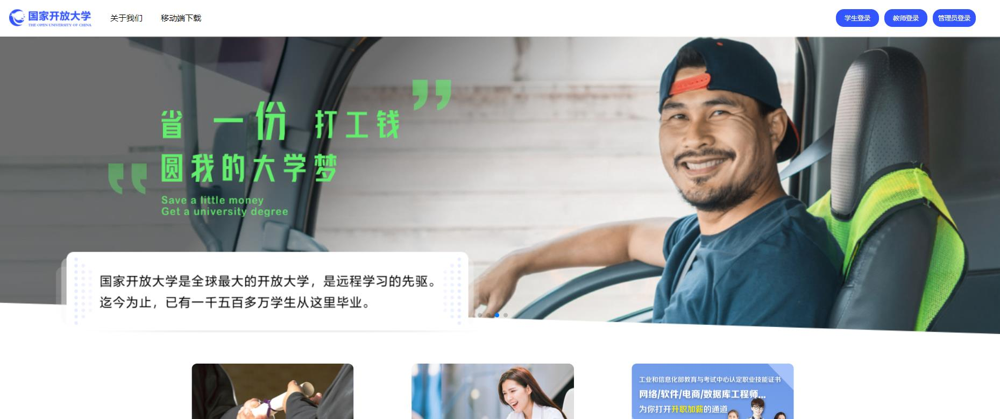 国家开放大学
THE OPEN UNIVERSITY OF CHINA
关于我们
移动端下载
学生登录
教师登录
管理员登录
省一份打工钱
圆我的大学梦
Save a little money
Get a university degree
国家开放大学是全球最大的开放大学，是远程学习的先驱。
迄今为止，已有一千五百多万学生从这里毕业。
工业和信息化部教育与考试中心认定职业技能证书
网络/软件/电商/数据库工程师...
为你打开升职加薪的通道